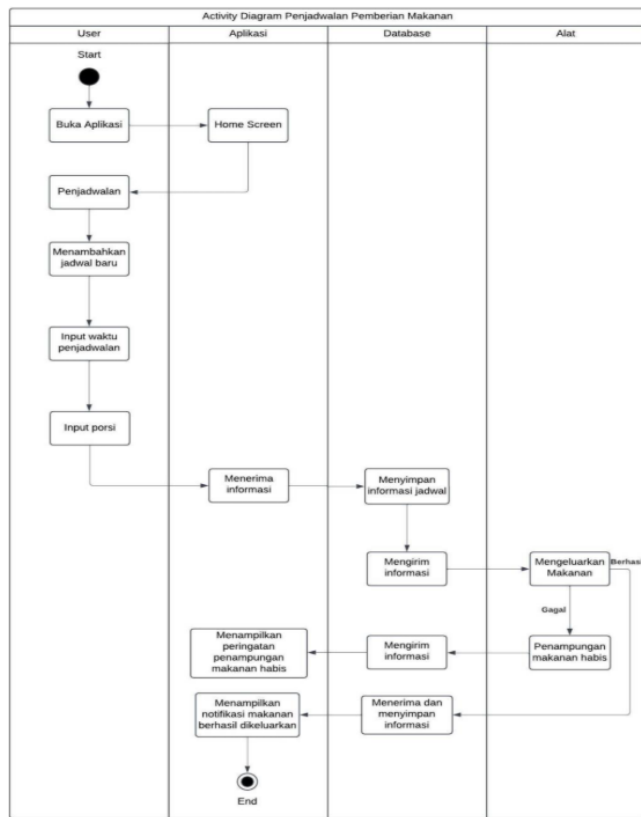 Activity Diagram Penjadwalan Pemberian Makanan
User
Aplikasi
Database
Alat
Start
Buka Aplikasi
Home Screen
Penjadwalan
Menambahkan
jadwal baru
Input waktu
penjadwalan
Input porsi
Menerima
informasi
Menyimpan
informasi jadwal
Mengirim
informasi
Mengeluarkan
Makanan
Berhasi
Gagal
Menampilkan
peringatan
penampungan
makanan habis
Mengirim
informasi
Penampungan
makanan habis
Menampilkan
notifikasi makanan
berhasil dikeluarkan
Menerima dan
menyimpan
informasi
End